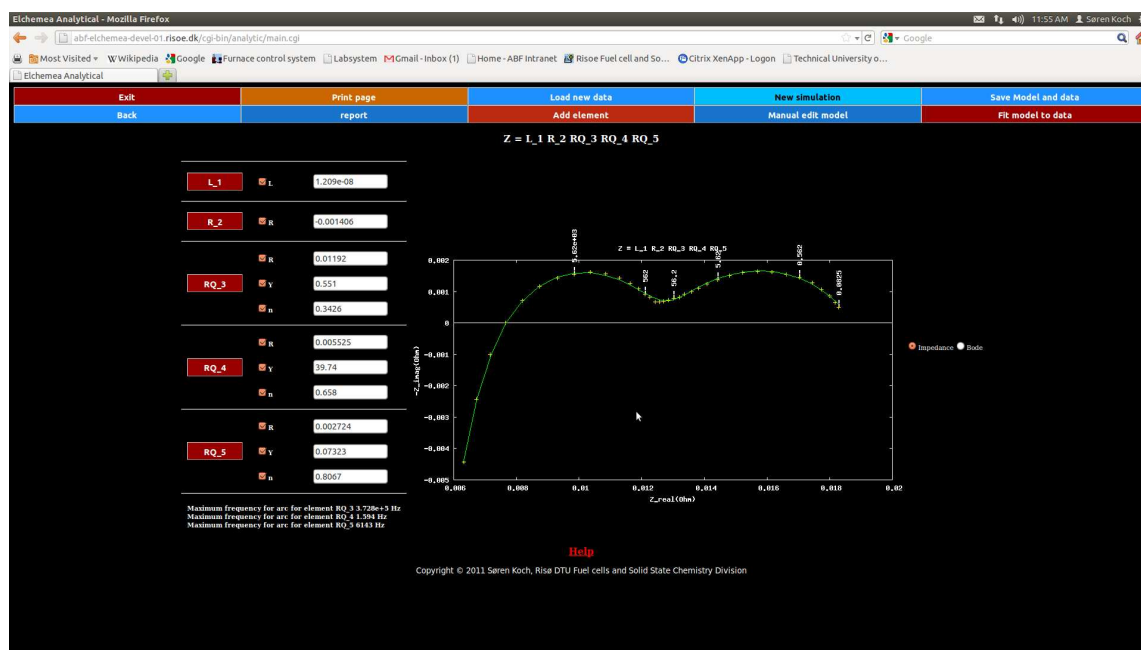 Elchemea Analytical - Mozilla Firefox
11:55 AM Søren Koch
abf-elchemea-devel-01.risoe.dk/cgi-bin/analytic/main.cgi
Google
Most Visited Wikipedia Google Furnace control system Labsystem Gmail - Inbox (1) Home - ABF Intranet Risoe Fuel cell and So... Citrix XenApp - Logon Technical University o...
Elchemea Analytical
Exit Print page Load new data New simulation Save Model and data
Back report Add element Manual edit model Fit model to data
Z = L_1 R_2 RQ_3 RQ_4 RQ_5
L_1 L 1.209e-08
R_2 R -0.001406
R 0.01192
RQ_3 Y 0.551
n 0.3426
R 0.005525
RQ_4 Y 39.74
n 0.658
R 0.002724
RQ_5 Y 0.07323
n 0.8067
Maximum frequency for arc for element RQ_3 3.728e+5 Hz
Maximum frequency for arc for element RQ_4 1.594 Hz
Maximum frequency for arc for element RQ_5 6143 Hz
Z = L_1 R_2 RQ_3 RQ_4 RQ_5
5.62e+03
562
56.2
5.62
0.562
0.0825
0.002
0.001
0
-0.001
-0.002
-0.003
-0.004
-0.005
-Z_imag(Ohm)
0.006 0.008 0.01 0.012 0.014 0.016 0.018 0.02
Z_real(Ohm)
Impedance Bode
Help
Copyright © 2011 Søren Koch, Risø DTU Fuel cells and Solid State Chemistry Division